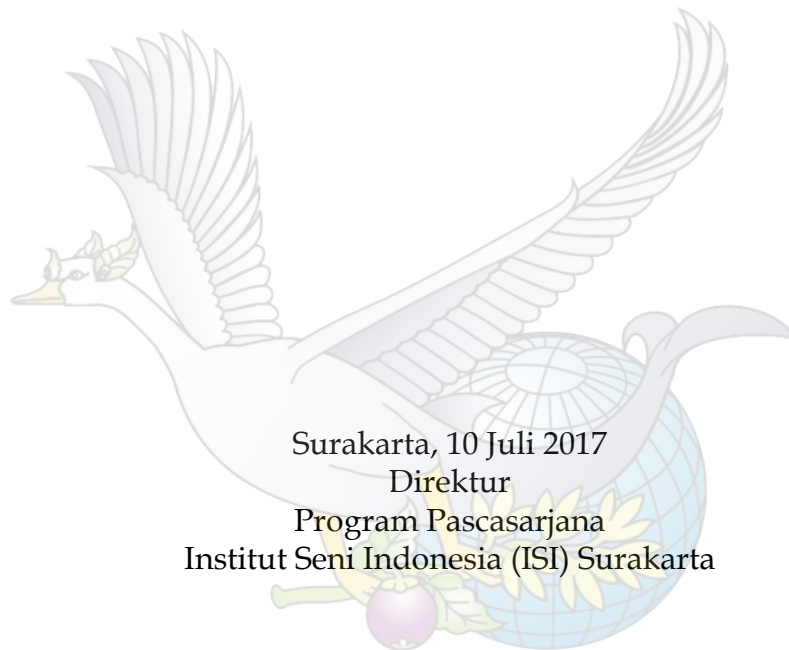 Surakarta, 10 Juli 2017
Direktur
Program Pascasarjana
Institut Seni Indonesia (ISI) Surakarta